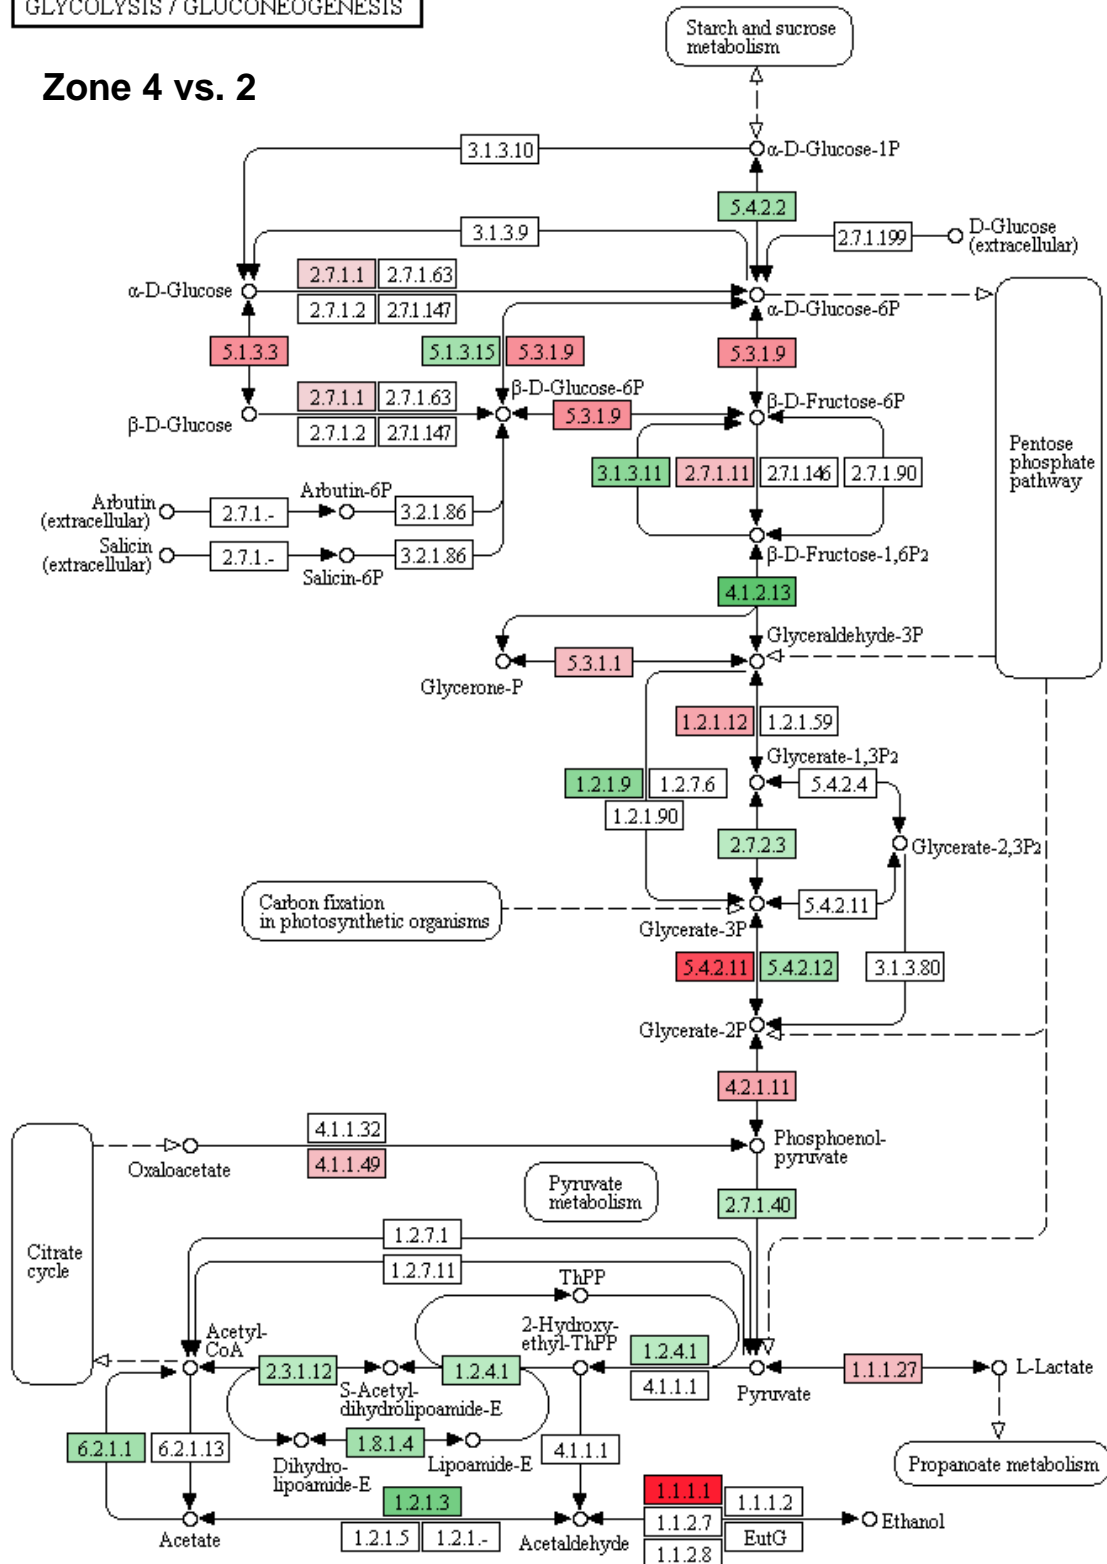 GLYCOLYSIS / GLUCONEOGENESIS
Zone 4 vs. 2
Starch and sucrose
metabolism
3.1.3.10
α-D-Glucose-1P
5.4.2.2
3.1.3.9
2.7.1.199
D-Glucose
(extracellular)
2.7.1.1
2.7.1.63
α-D-Glucose
2.7.1.2
2.7.1.147
α-D-Glucose-6P
5.1.3.3
5.1.3.15
5.3.1.9
5.3.1.9
2.7.1.1
2.7.1.63
β-D-Glucose-6P
β-D-Glucose
2.7.1.2
2.7.1.147
5.3.1.9
β-D-Fructose-6P
Pentose
phosphate
pathway
3.1.3.11
2.7.1.11
2.7.1.146
2.7.1.90
Arbutin
(extracellular)
2.7.1.-
Arbutin-6P
3.2.1.86
Salicin
(extracellular)
2.7.1.-
Salicin-6P
3.2.1.86
β-D-Fructose-1,6P2
4.1.2.13
Glyceraldehyde-3P
Glycerone-P
5.3.1.1
1.2.1.12
1.2.1.59
Glycerate-1,3P2
1.2.1.9
1.2.7.6
1.2.1.90
5.4.2.4
2.7.2.3
Glycerate-2,3P2
Carbon fixation
in photosynthetic organisms
5.4.2.11
Glycerate-3P
5.4.2.11
5.4.2.12
3.1.3.80
Glycerate-2P
4.2.1.11
4.1.1.32
Oxaloacetate
4.1.1.49
Phosphoenol-
pyruvate
Pyruvate
metabolism
2.7.1.40
Citrate
cycle
1.2.7.1
1.2.7.11
ThPP
Acetyl-
CoA
2-Hydroxy-
ethyl-ThPP
1.2.4.1
2.3.1.12
S-Acetyl-
dihydrolipoamide-E
1.2.4.1
4.1.1.1
Pyruvate
1.1.1.27
L-Lactate
6.2.1.1
6.2.1.13
1.8.1.4
Dihydro-
lipoamide-E
Lipoamide-E
4.1.1.1
Propanoate metabolism
1.2.1.3
1.1.1.1
1.1.1.2
Acetate
1.2.1.5
1.2.1.-
Acetaldehyde
1.1.2.7
EutG
Ethanol
1.1.2.8